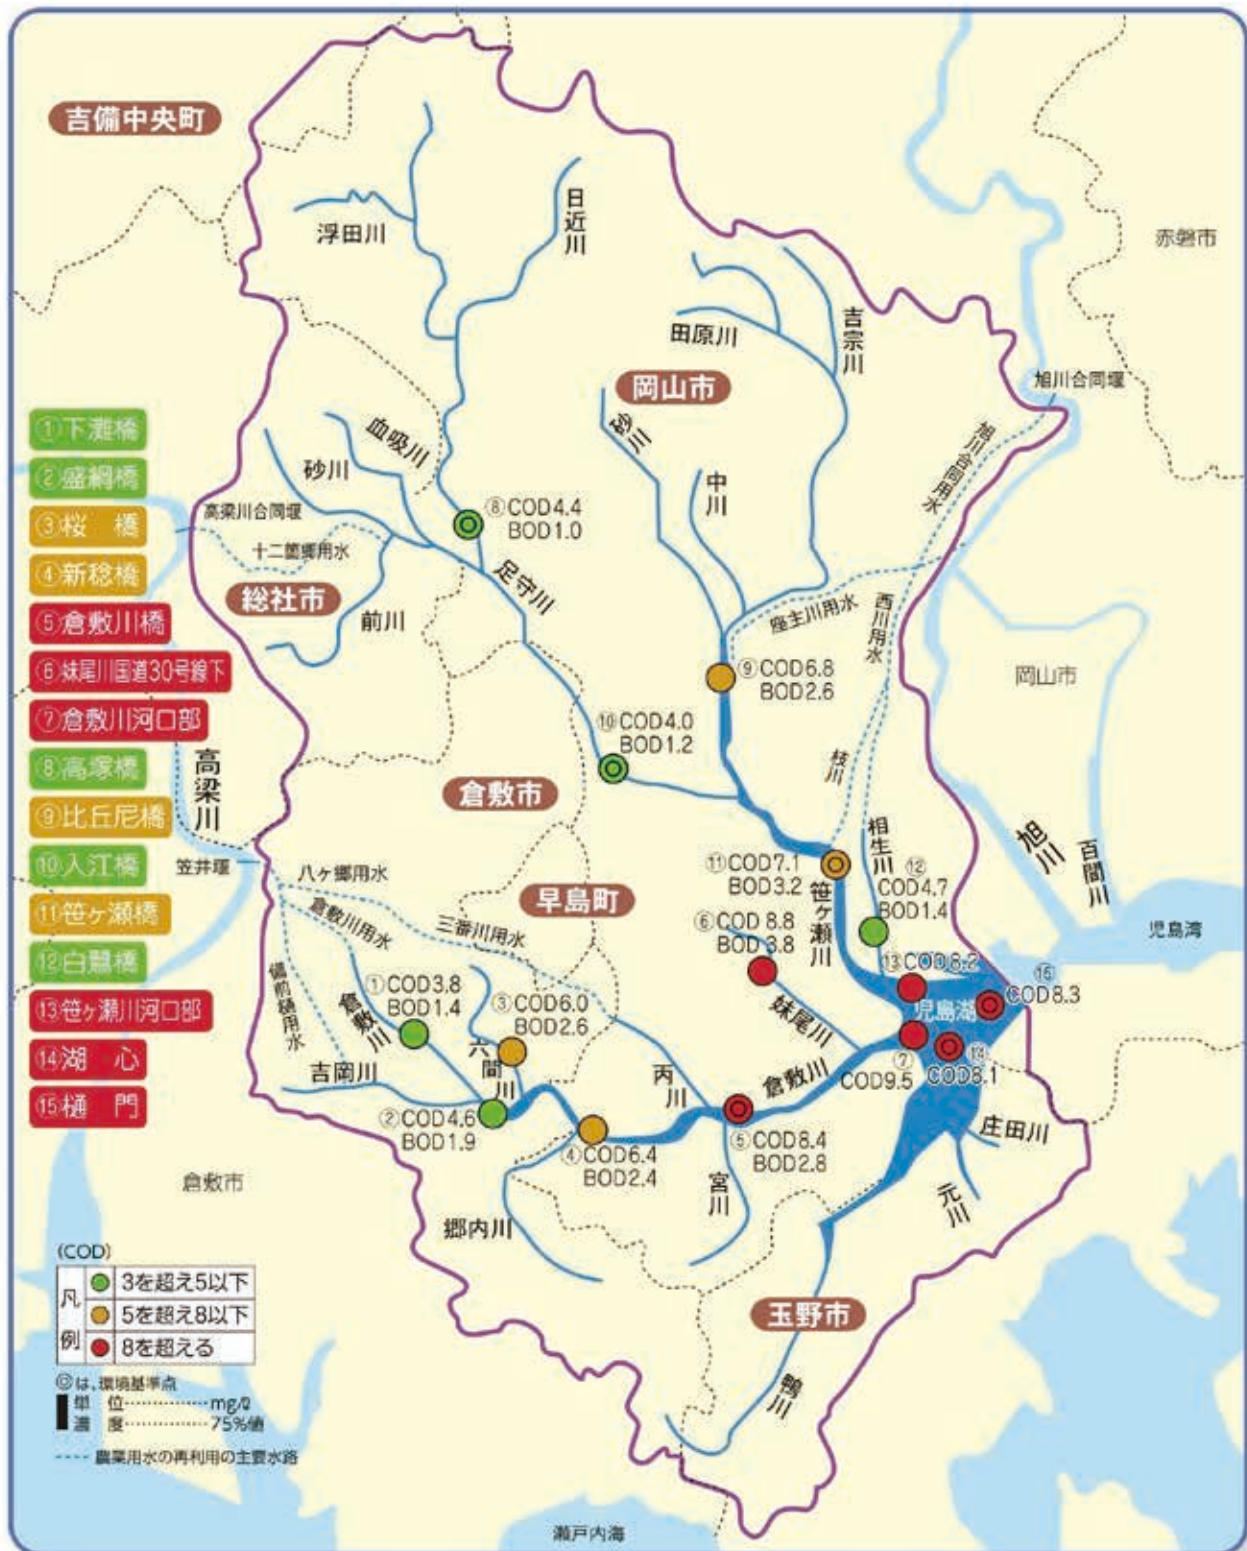 吉備中央町
浮田川
日近川
赤磐市
田原川
吉宗川
岡山市
旭川合同堰
旭川合同用水
砂川
中川
血吸川
砂川
高梁川合同堰
十二箇郷用水
総社市
前川
足守川
⑧COD4.4
BOD1.0
座主川用水
西川用水
岡山市
⑨COD6.8
BOD2.6
⑩COD4.0
BOD1.2
枝川
相生川
倉敷市
旭川
百間川
児島湾
①下灘橋
②盛綱橋
③桜橋
④新稔橋
⑤倉敷川橋
⑥妹尾川国道30号線下
⑦倉敷川河口部
⑧高塚橋
⑨比丘尼橋
⑩入江橋
⑪笹ヶ瀬橋
⑫白鷺橋
⑬笹ヶ瀬川河口部
⑭湖心
⑮樋門
高梁川
笠井堰
八ヶ郷用水
倉敷川用水
三番川用水
備前樋用水
早島町
⑪COD7.1
BOD3.2
笹ヶ瀬川
⑫
COD4.7
BOD1.4
⑥COD 8.8
BOD 3.8
⑬COD8.2
⑮
COD8.3
児島湖
①COD3.8
BOD1.4
③COD6.0
BOD2.6
倉敷川
六間川
妹尾川
吉岡川
丙川
倉敷川
⑦
COD9.5
⑭
COD8.1
②COD4.6
BOD1.9
④COD6.4
BOD2.4
⑤COD8.4
BOD2.8
庄田川
元川
宮川
郷内川
倉敷市
玉野市
鴨川
(COD)
凡例
3を超え5以下
5を超え8以下
8を超える
◎は、環境基準点
単位‥‥‥‥‥mg/ℓ
濃度‥‥‥‥‥75%値
農業用水の再利用の主要水路
瀬戸内海